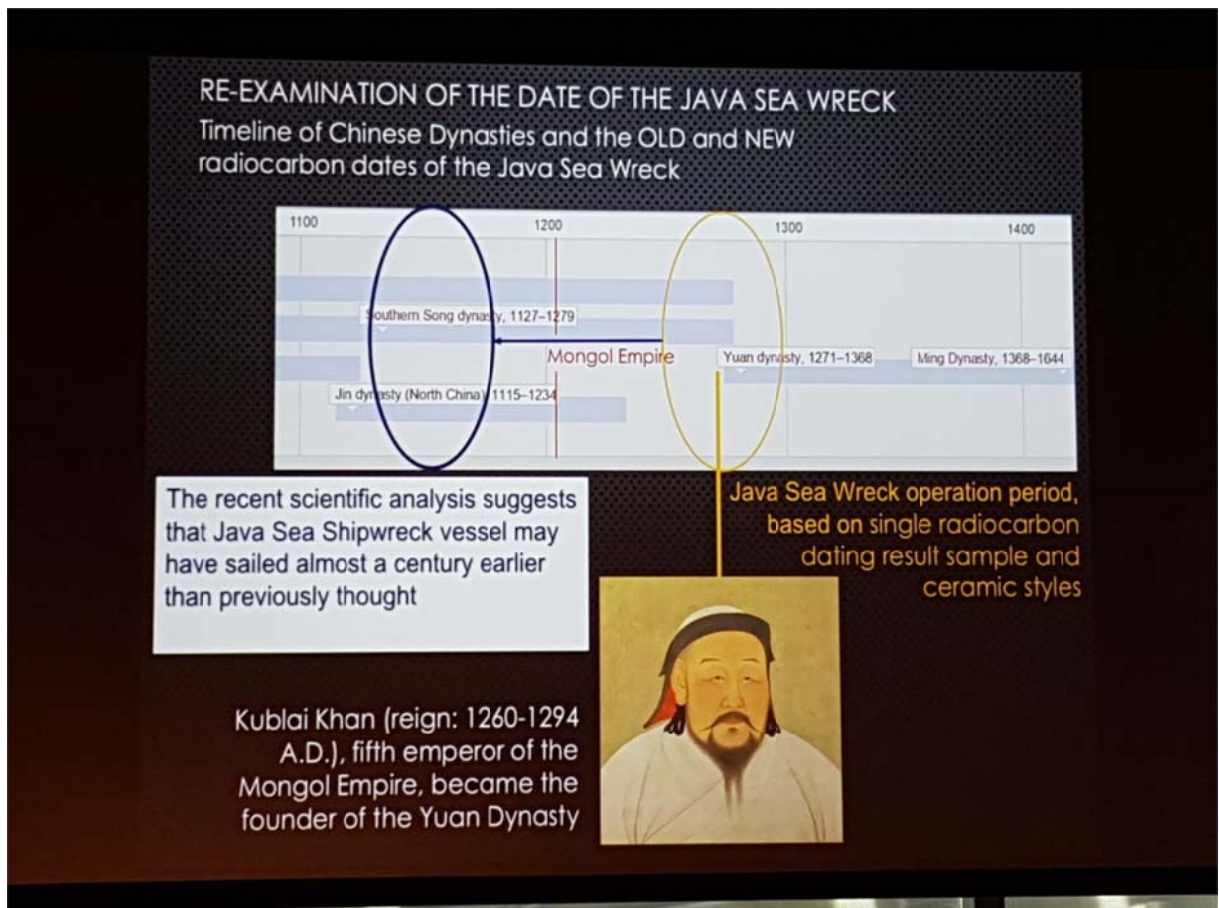 RE-EXAMINATION OF THE DATE OF THE JAVA SEA WRECK
Timeline of Chinese Dynasties and the OLD and NEW
radiocarbon dates of the Java Sea Wreck
1100
1200
1300
1400
Southern Song dynasty, 1127–1279
Mongol Empire
Yuan dynasty, 1271–1368
Ming Dynasty, 1368–1644
Jin dynasty (North China) 1115–1234
The recent scientific analysis suggests
that Java Sea Shipwreck vessel may
have sailed almost a century earlier
than previously thought
Java Sea Wreck operation period,
based on single radiocarbon
dating result sample and
ceramic styles
Kublai Khan (reign: 1260-1294
A.D.), fifth emperor of the
Mongol Empire, became the
founder of the Yuan Dynasty